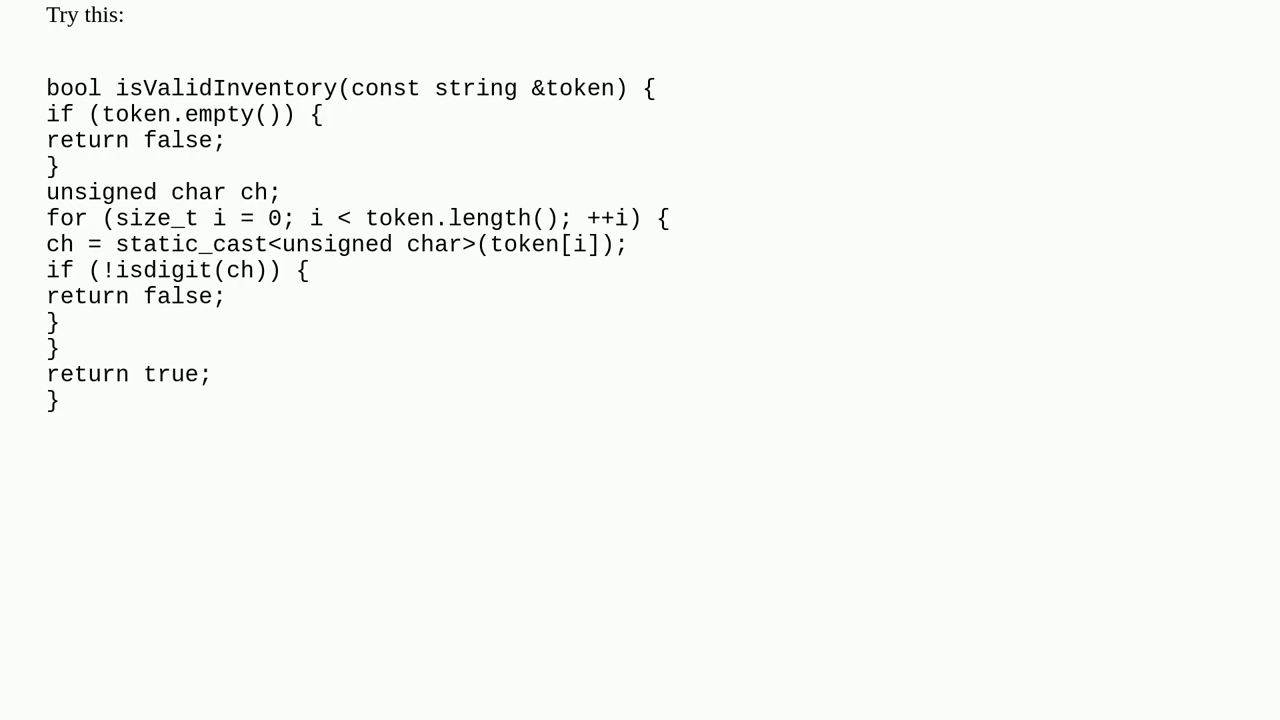 Try this:
bool isValidInventory(const string &token) {
if (token.empty()) {
return false;
}
unsigned char ch;
for (size_t i = 0; i < token.length(); ++i) {
ch = static_cast<unsigned char>(token[i]);
if (!isdigit(ch)) {
return false;
}
}
return true;
}